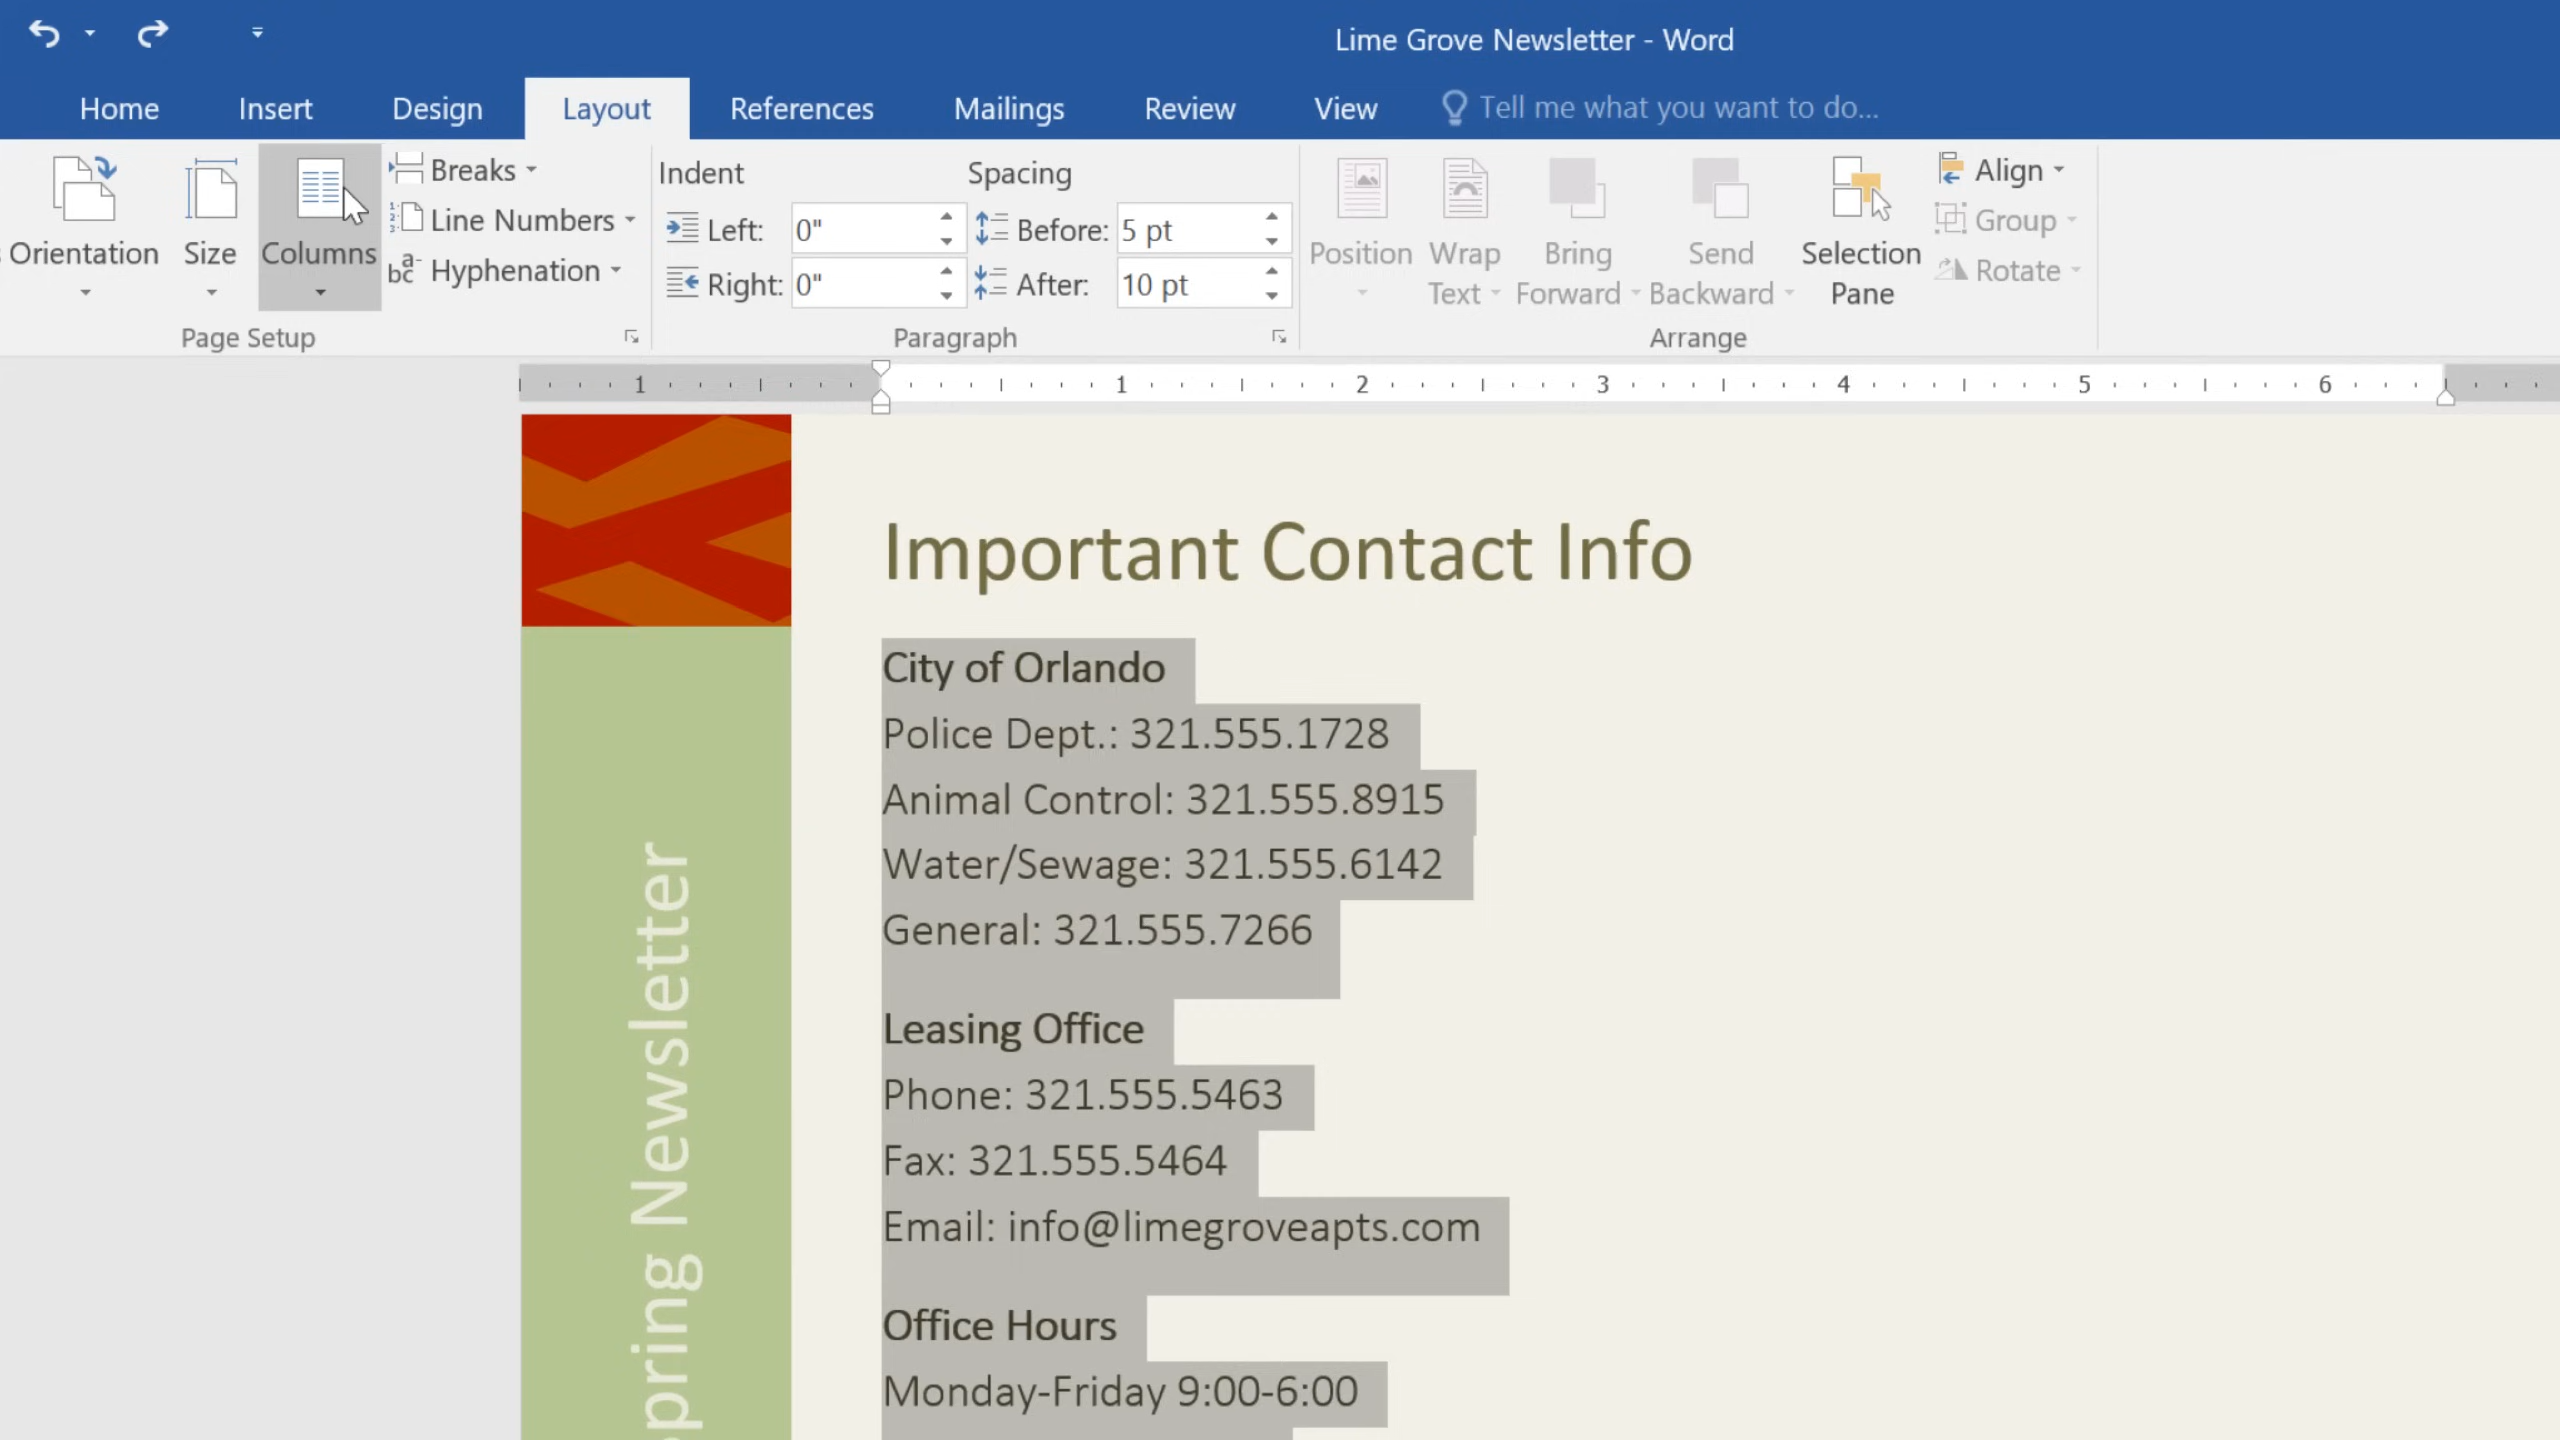 Lime Grove Newsletter - Word
Home Insert Design Layout References Mailings Review View Tell me what you want to do...
Orientation
Size
Columns
Breaks
Line Numbers
Hyphenation
Page Setup
Indent
Left: 0"
Right: 0"
Spacing
Before: 5 pt
After: 10 pt
Paragraph
Position
Wrap
Text
Bring
Forward
Send
Backward
Selection
Pane
Align
Group
Rotate
Arrange
1 1 2 3 4 5 6
Important Contact Info
City of Orlando
Police Dept.: 321.555.1728
Animal Control: 321.555.8915
Water/Sewage: 321.555.6142
General: 321.555.7266
Leasing Office
Phone: 321.555.5463
Fax: 321.555.5464
Email: info@limegroveapts.com
Office Hours
Monday-Friday 9:00-6:00
pring Newsletter